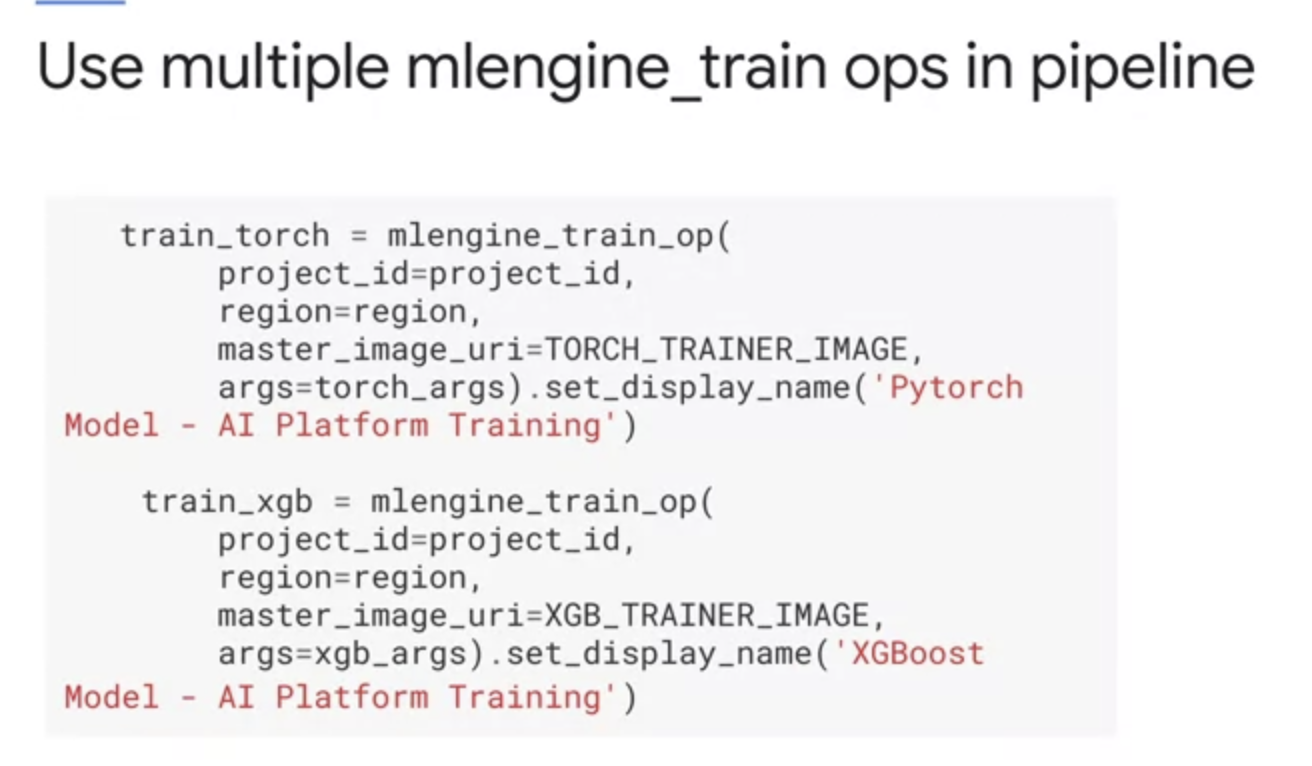 Use multiple mlengine_train ops in pipeline
train_torch = mlengine_train_op(
project_id=project_id,
region=region,
master_image_uri=TORCH_TRAINER_IMAGE,
args=torch_args).set_display_name('Pytorch
Model - AI Platform Training')
train_xgb = mlengine_train_op(
project_id=project_id,
region=region,
master_image_uri=XGB_TRAINER_IMAGE,
args=xgb_args).set_display_name('XGBoost
Model - AI Platform Training')